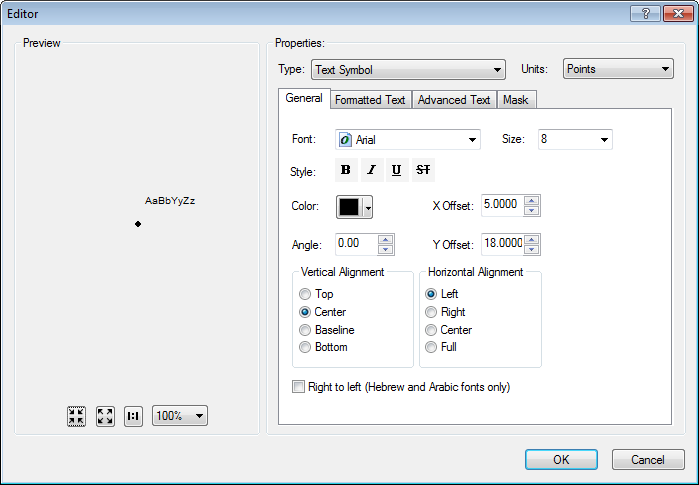 Editor
Preview
AaBbYyZz
1:1
100%
Properties:
Type: Text Symbol Units: Points
General Formatted Text Advanced Text Mask
Font: Arial Size: 8
Style: B I U ST
Color: X Offset: 5.0000
Angle: 0.00 Y Offset: 18.0000
Vertical Alignment Horizontal Alignment
Top Left
Center Right
Baseline Center
Bottom Full
Right to left (Hebrew and Arabic fonts only)
OK Cancel